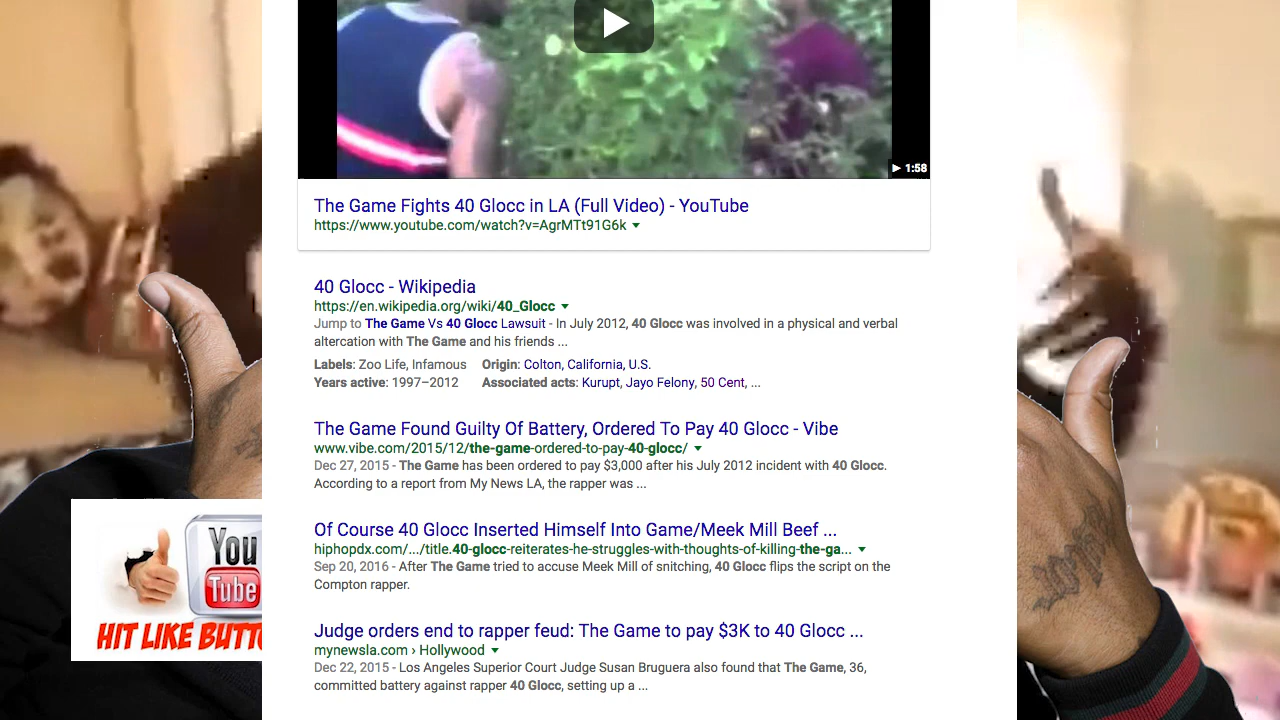 ▶ 1:58
The Game Fights 40 Glocc in LA (Full Video) - YouTube
https://www.youtube.com/watch?v=AgrMTt91G6k ▼
40 Glocc - Wikipedia
https://en.wikipedia.org/wiki/40_Glocc ▼
Jump to The Game Vs 40 Glocc Lawsuit - In July 2012, 40 Glocc was involved in a physical and verbal
altercation with The Game and his friends ...
Labels: Zoo Life, Infamous Origin: Colton, California, U.S.
Years active: 1997–2012 Associated acts: Kurupt, Jayo Felony, 50 Cent, ...
The Game Found Guilty Of Battery, Ordered To Pay 40 Glocc - Vibe
www.vibe.com/2015/12/the-game-ordered-to-pay-40-glocc/ ▼
Dec 27, 2015 - The Game has been ordered to pay $3,000 after his July 2012 incident with 40 Glocc.
According to a report from My News LA, the rapper was ...
Of Course 40 Glocc Inserted Himself Into Game/Meek Mill Beef ...
hiphopdx.com/.../title.40-glocc-reiterates-he-struggles-with-thoughts-of-killing-the-ga... ▼
Sep 20, 2016 - After The Game tried to accuse Meek Mill of snitching, 40 Glocc flips the script on the
Compton rapper.
Judge orders end to rapper feud: The Game to pay $3K to 40 Glocc ...
mynewsla.com › Hollywood ▼
Dec 22, 2015 - Los Angeles Superior Court Judge Susan Bruguera also found that The Game, 36,
committed battery against rapper 40 Glocc, setting up a ...
You
Tube
HIT LIKE BUTTO